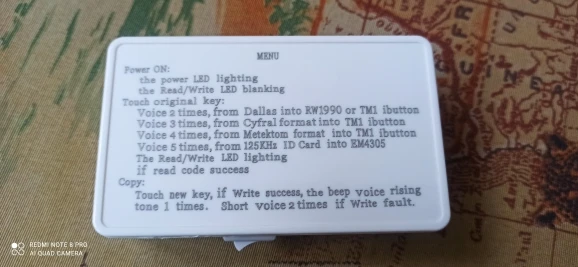 MENU
Power ON:
the power LED lighting
the Read/Write LED blanking
Touch original key:
Voice 2 times, from Dallas into RW1990 or TM1 ibutton
Voice 3 times, from Cyfral format into TM1 ibutton
Voice 4 times, from Metektom format into TM1 ibutton
Voice 5 times, from 125KHz ID Card into EM4305
The Read/Write LED lighting
if read code success
Copy:
Touch new key, if Write success, the beep voice rising
tone 1 times. Short voice 2 times if Write fault.
REDMI NOTE 8 PRO
AI QUAD CAMERA